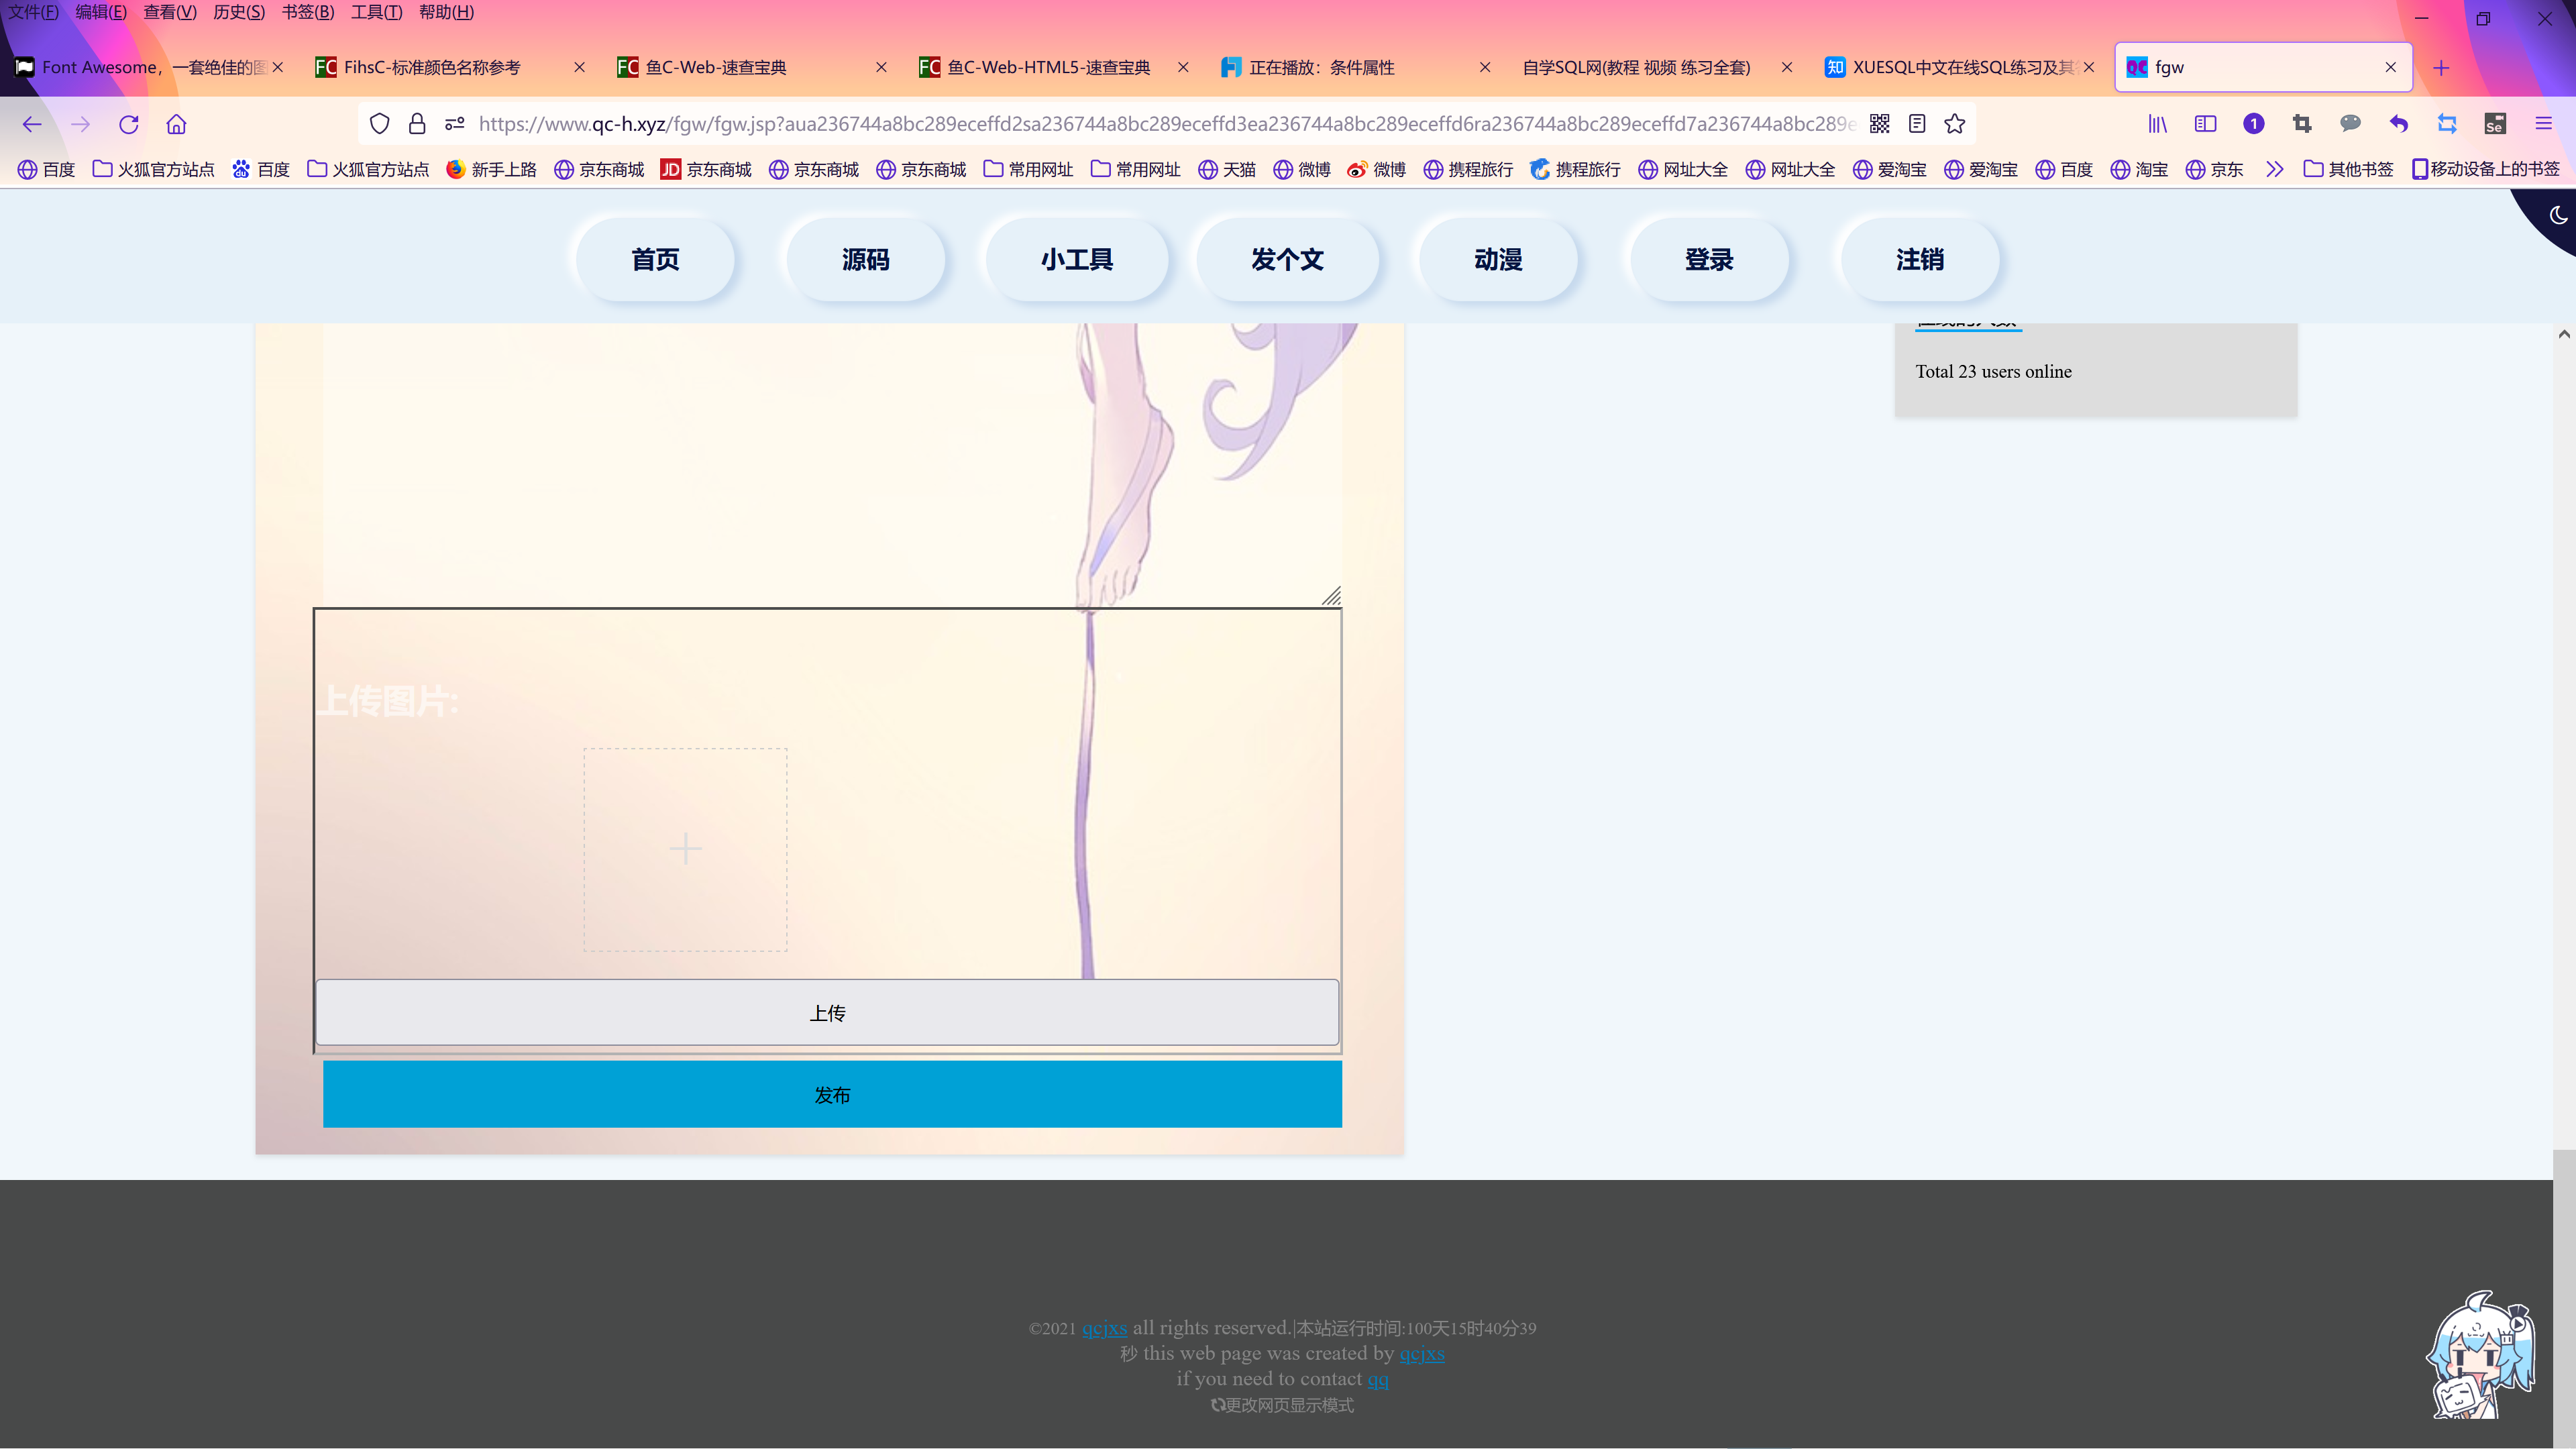 文件(F) 编辑(E) 查看(V) 历史(S) 书签(B) 工具(T) 帮助(H)
Font Awesome，一套绝佳的图 FC FihsC-标准颜色名称参考 FC 鱼C-Web-速查宝典 FC 鱼C-Web-HTML5-速查宝典 正在播放：条件属性 自学SQL网(教程 视频 练习全套) 知 XUESQL中文在线SQL练习及其 QC fgw
https://www.qc-h.xyz/fgw/fgw.jsp?aua236744a8bc289eceffd2sa236744a8bc289eceffd3ea236744a8bc289eceffd6ra236744a8bc289eceffd7a236744a8bc289e 1 Se
百度 火狐官方站点 百度 火狐官方站点 新手上路 京东商城 JD 京东商城 京东商城 京东商城 常用网址 常用网址 天猫 微博 微博 携程旅行 携程旅行 网址大全 网址大全 爱淘宝 爱淘宝 百度 淘宝 京东 其他书签 移动设备上的书签
首页 源码 小工具 发个文 动漫 登录 注销
Total 23 users online
上传图片:
上传
发布
©2021 qcjxs all rights reserved.|本站运行时间:100天15时40分39
秒 this web page was created by qcjxs
if you need to contact qq
更改网页显示模式